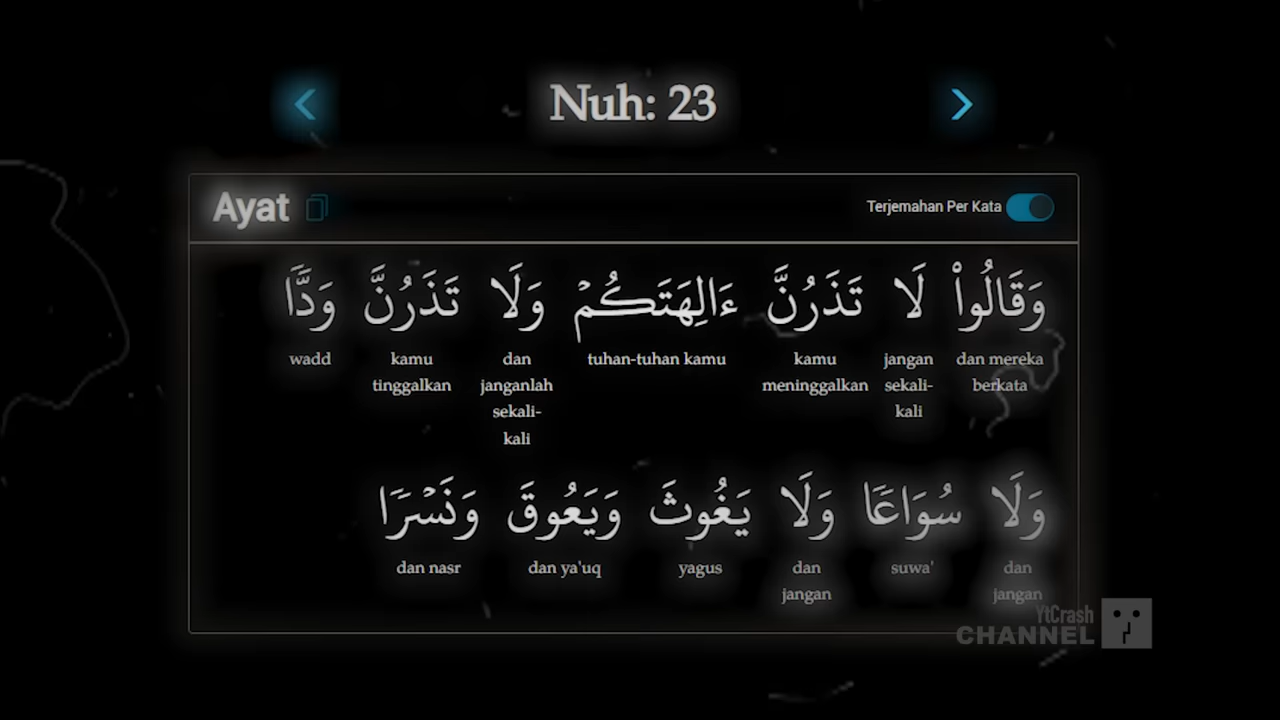 Nuh: 23
Ayat
Terjemahan Per Kata
وَقَالُوا۟ لَا تَذَرُنَّ ءَالِهَتَكُمْ وَلَا تَذَرُنَّ وَدًّا
dan mereka berkata
jangan sekali-kali
kamu meninggalkan
tuhan-tuhan kamu
dan janganlah sekali-kali
kamu tinggalkan
wadd
وَلَا سُوَاعًا وَلَا يَغُوثَ وَيَعُوقَ وَنَسْرًا
dan jangan
suwa'
dan jangan
yagus
dan ya'uq
dan nasr
YtCrash
CHANNEL